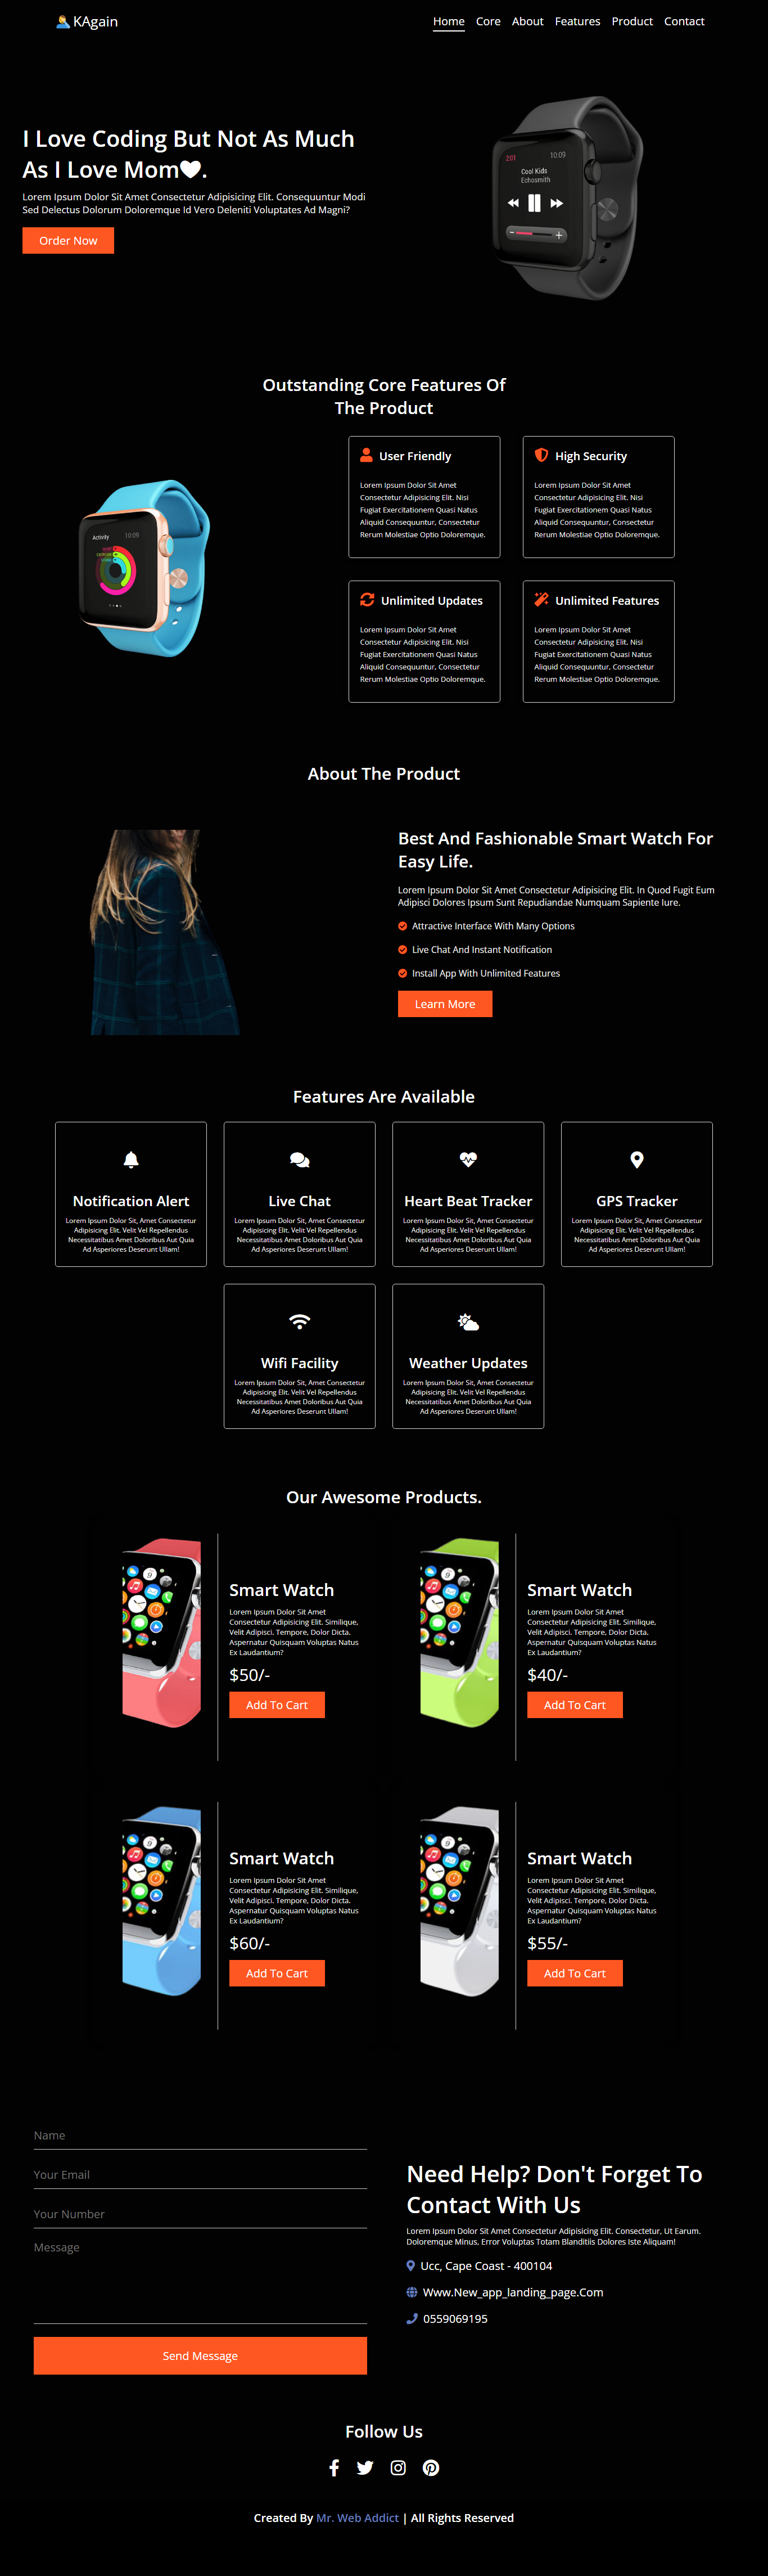 KAgain
Home Core About Features Product Contact
I Love Coding But Not As Much
As I Love Mom.
Lorem Ipsum Dolor Sit Amet Consectetur Adipisicing Elit. Consequuntur Modi
Sed Delectus Dolorum Doloremque Id Vero Deleniti Voluptates Ad Magni?
Order Now
2:01 10:09
Cool Kids
Echosmith
Outstanding Core Features Of
The Product
Activity 10:09
User Friendly
Lorem Ipsum Dolor Sit Amet
Consectetur Adipisicing Elit. Nisi
Fugiat Exercitationem Quasi Natus
Aliquid Consequuntur, Consectetur
Rerum Molestiae Optio Doloremque.
High Security
Lorem Ipsum Dolor Sit Amet
Consectetur Adipisicing Elit. Nisi
Fugiat Exercitationem Quasi Natus
Aliquid Consequuntur, Consectetur
Rerum Molestiae Optio Doloremque.
Unlimited Updates
Lorem Ipsum Dolor Sit Amet
Consectetur Adipisicing Elit. Nisi
Fugiat Exercitationem Quasi Natus
Aliquid Consequuntur, Consectetur
Rerum Molestiae Optio Doloremque.
Unlimited Features
Lorem Ipsum Dolor Sit Amet
Consectetur Adipisicing Elit. Nisi
Fugiat Exercitationem Quasi Natus
Aliquid Consequuntur, Consectetur
Rerum Molestiae Optio Doloremque.
About The Product
Best And Fashionable Smart Watch For
Easy Life.
Lorem Ipsum Dolor Sit Amet Consectetur Adipisicing Elit. In Quod Fugit Eum
Adipisci Dolores Ipsum Sunt Repudiandae Numquam Sapiente Iure.
Attractive Interface With Many Options
Live Chat And Instant Notification
Install App With Unlimited Features
Learn More
Features Are Available
Notification Alert
Lorem Ipsum Dolor Sit, Amet Consectetur
Adipisicing Elit. Velit Vel Repellendus
Necessitatibus Amet Doloribus Aut Quia
Ad Asperiores Deserunt Ullam!
Live Chat
Lorem Ipsum Dolor Sit, Amet Consectetur
Adipisicing Elit. Velit Vel Repellendus
Necessitatibus Amet Doloribus Aut Quia
Ad Asperiores Deserunt Ullam!
Heart Beat Tracker
Lorem Ipsum Dolor Sit, Amet Consectetur
Adipisicing Elit. Velit Vel Repellendus
Necessitatibus Amet Doloribus Aut Quia
Ad Asperiores Deserunt Ullam!
GPS Tracker
Lorem Ipsum Dolor Sit, Amet Consectetur
Adipisicing Elit. Velit Vel Repellendus
Necessitatibus Amet Doloribus Aut Quia
Ad Asperiores Deserunt Ullam!
Wifi Facility
Lorem Ipsum Dolor Sit, Amet Consectetur
Adipisicing Elit. Velit Vel Repellendus
Necessitatibus Amet Doloribus Aut Quia
Ad Asperiores Deserunt Ullam!
Weather Updates
Lorem Ipsum Dolor Sit, Amet Consectetur
Adipisicing Elit. Velit Vel Repellendus
Necessitatibus Amet Doloribus Aut Quia
Ad Asperiores Deserunt Ullam!
Our Awesome Products.
Smart Watch
Lorem Ipsum Dolor Sit Amet
Consectetur Adipisicing Elit. Similique,
Velit Adipisci. Tempore, Dolor Dicta.
Aspernatur Quisquam Voluptas Natus
Ex Laudantium?
$50/-
Add To Cart
Smart Watch
Lorem Ipsum Dolor Sit Amet
Consectetur Adipisicing Elit. Similique,
Velit Adipisci. Tempore, Dolor Dicta.
Aspernatur Quisquam Voluptas Natus
Ex Laudantium?
$40/-
Add To Cart
Smart Watch
Lorem Ipsum Dolor Sit Amet
Consectetur Adipisicing Elit. Similique,
Velit Adipisci. Tempore, Dolor Dicta.
Aspernatur Quisquam Voluptas Natus
Ex Laudantium?
$60/-
Add To Cart
Smart Watch
Lorem Ipsum Dolor Sit Amet
Consectetur Adipisicing Elit. Similique,
Velit Adipisci. Tempore, Dolor Dicta.
Aspernatur Quisquam Voluptas Natus
Ex Laudantium?
$55/-
Add To Cart
Name
Your Email
Your Number
Message
Send Message
Need Help? Don't Forget To
Contact With Us
Lorem Ipsum Dolor Sit Amet Consectetur Adipisicing Elit. Consectetur, Ut Earum.
Doloremque Minus, Error Voluptas Totam Blanditiis Dolores Iste Aliquam!
Ucc, Cape Coast - 400104
Www.New_app_landing_page.Com
0559069195
Follow Us
Created By Mr. Web Addict | All Rights Reserved